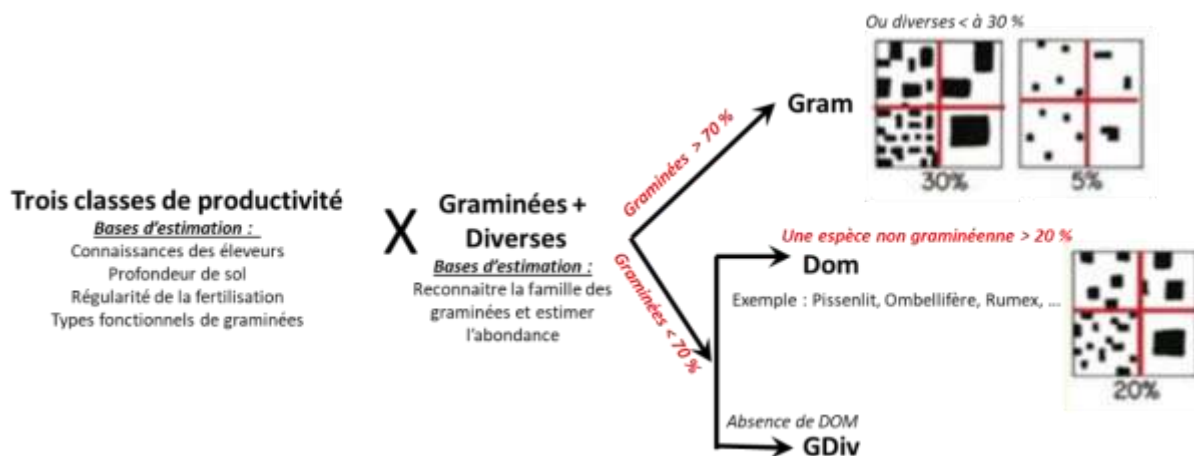 Trois classes de productivité
Bases d'estimation :
Connaissances des éleveurs
Profondeur de sol
Régularité de la fertilisation
Types fonctionnels de graminées
X
Graminées +
Diverses
Bases d'estimation :
Reconnaitre la famille des
graminées et estimer
l'abondance
Graminées > 70 %
Graminées < 70 %
Ou diverses < à 30 %
Gram
30%
5%
Une espèce non graminéenne > 20 %
Dom
Exemple : Pissenlit, Ombellifère, Rumex, ...
20%
Absence de DOM
GDiv